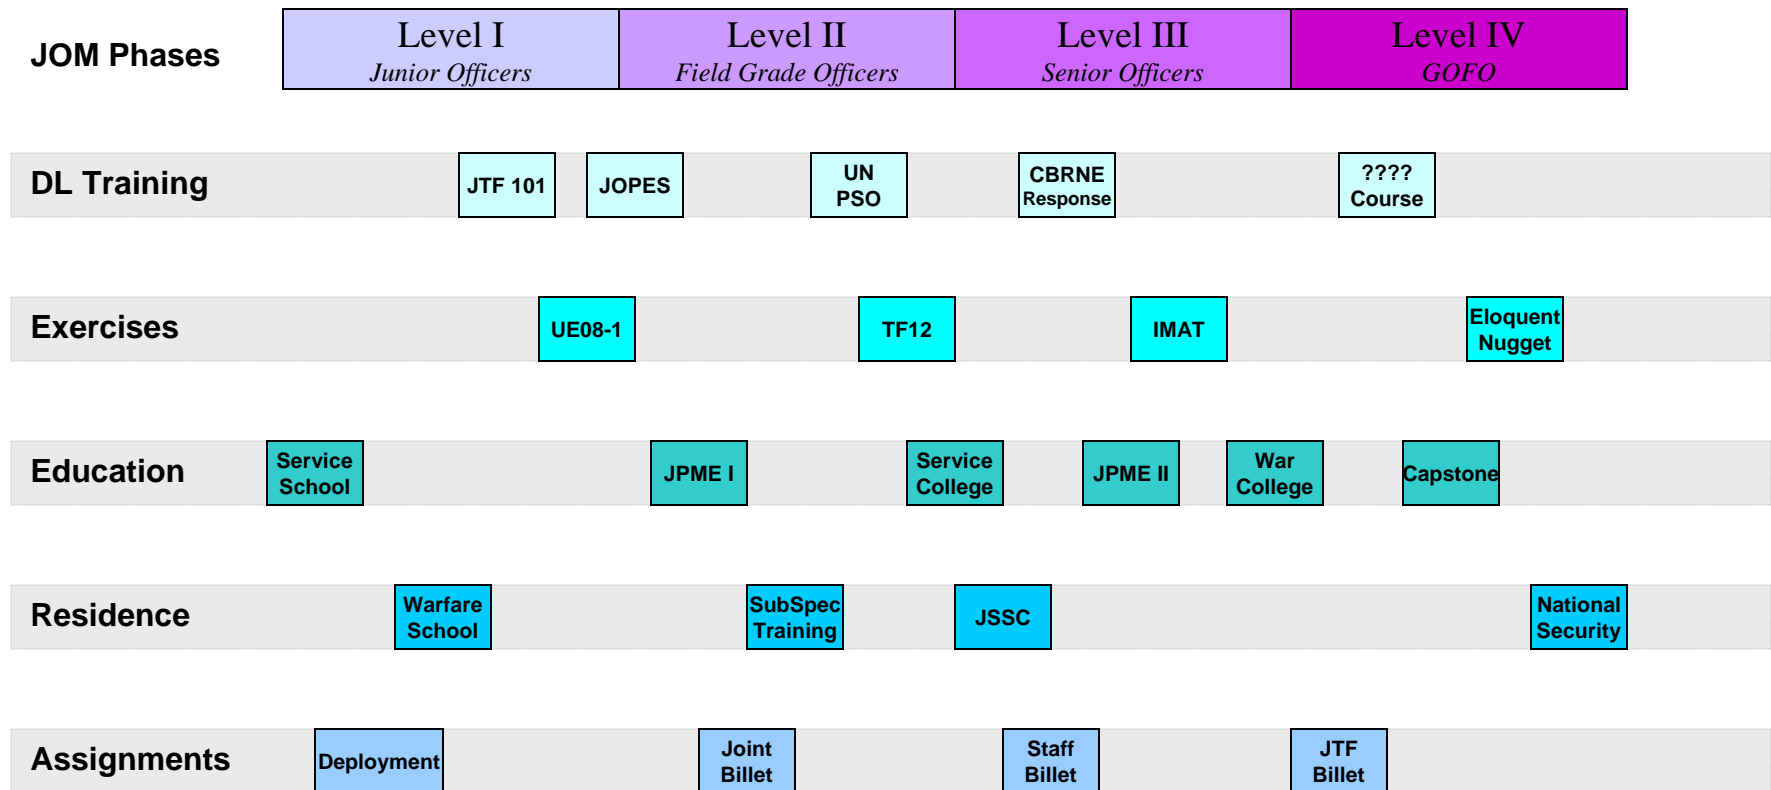 JOM Phases
Level I
Junior Officers
Level II
Field Grade Officers
Level III
Senior Officers
Level IV
GOFO
DL Training
JTF 101
JOPES
UN
PSO
CBRNE
Response
????
Course
Exercises
UE08-1
TF12
IMAT
Eloquent
Nugget
Education
Service
School
JPME I
Service
College
JPME II
War
College
Capstone
Residence
Warfare
School
SubSpec
Training
JSSC
National
Security
Assignments
Deployment
Joint
Billet
Staff
Billet
JTF
Billet